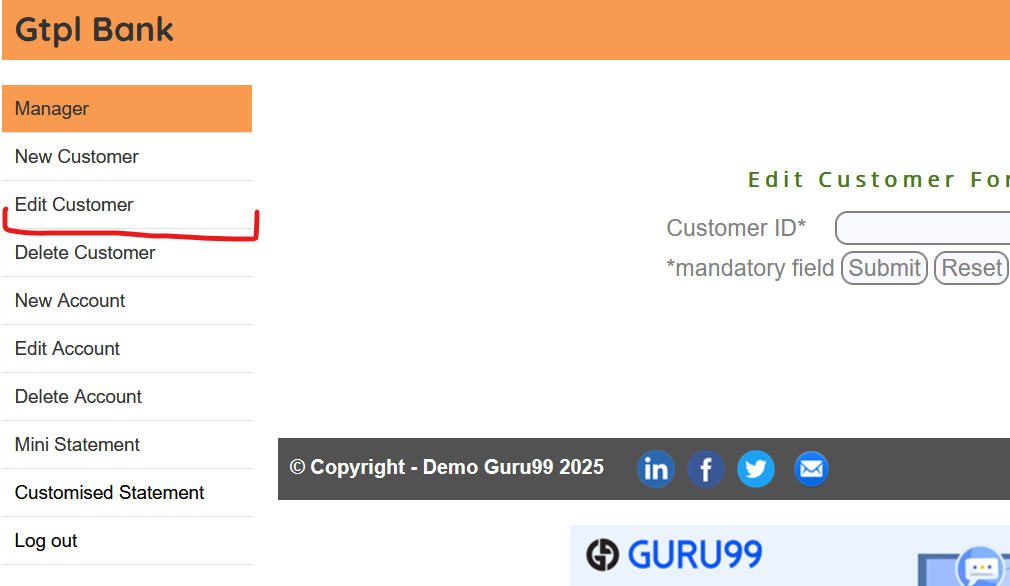 Gtpl Bank
Manager
New Customer
Edit Customer
Delete Customer
New Account
Edit Account
Delete Account
Mini Statement
Customised Statement
Log out
Edit Customer For
Customer ID*
*mandatory field Submit Reset
© Copyright - Demo Guru99 2025 in f
GURU99